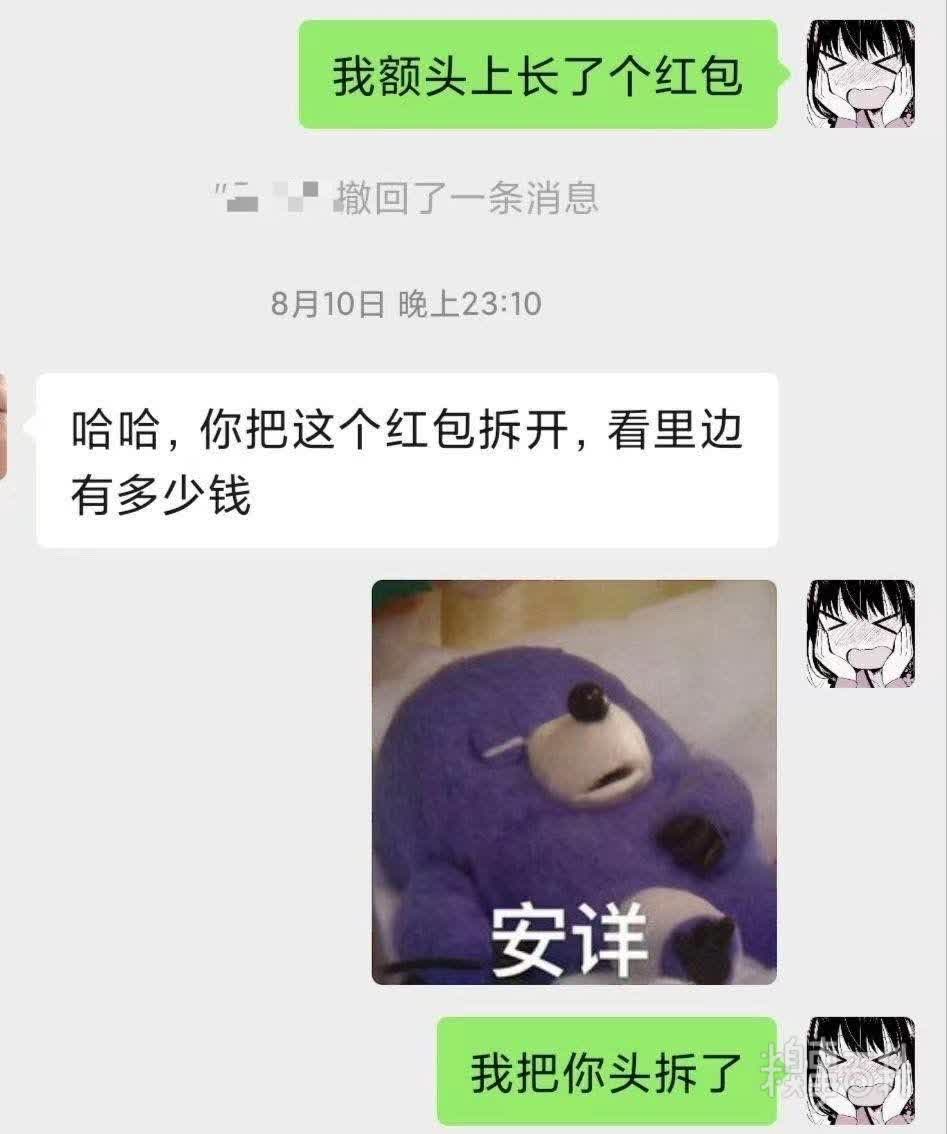 我额头上长了个红包
撤回了一条消息
8月10日 晚上23:10
哈哈, 你把这个红包拆开, 看里边
有多少钱
安详
我把你头拆了